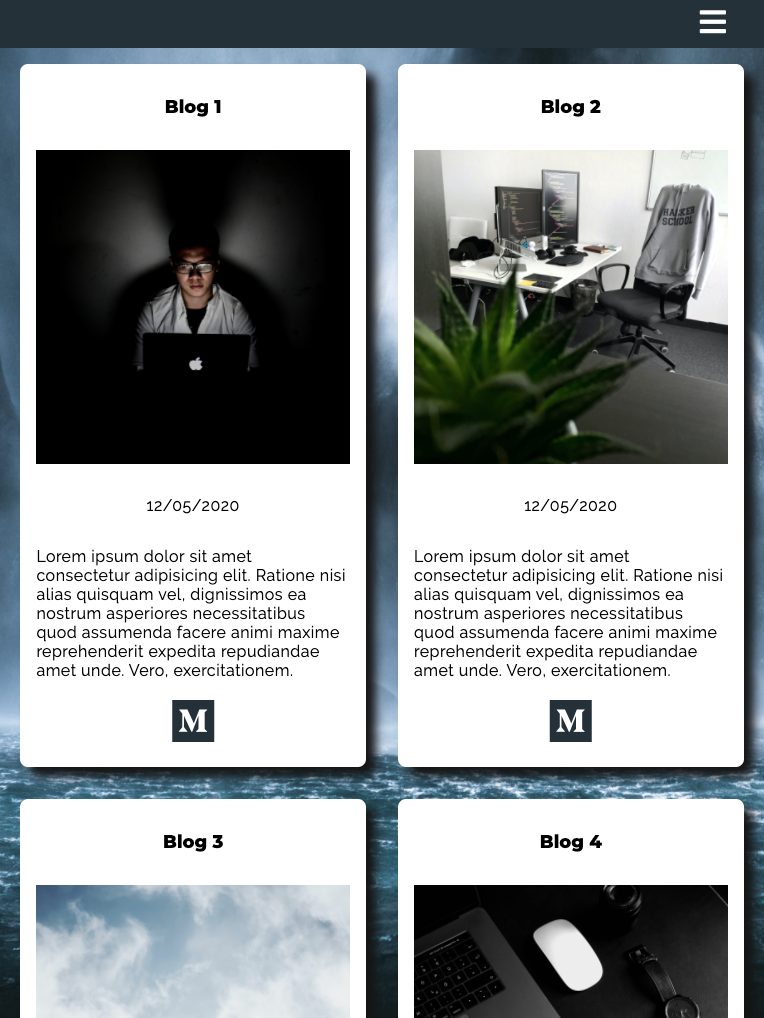 Blog 1
Blog 2
HACKER
SCHOOL
12/05/2020
12/05/2020
Lorem ipsum dolor sit amet
consectetur adipisicing elit. Ratione nisi
alias quisquam vel, dignissimos ea
nostrum asperiores necessitatibus
quod assumenda facere animi maxime
reprehenderit expedita repudiandae
amet unde. Vero, exercitationem.
Lorem ipsum dolor sit amet
consectetur adipisicing elit. Ratione nisi
alias quisquam vel, dignissimos ea
nostrum asperiores necessitatibus
quod assumenda facere animi maxime
reprehenderit expedita repudiandae
amet unde. Vero, exercitationem.
M
M
Blog 3
Blog 4